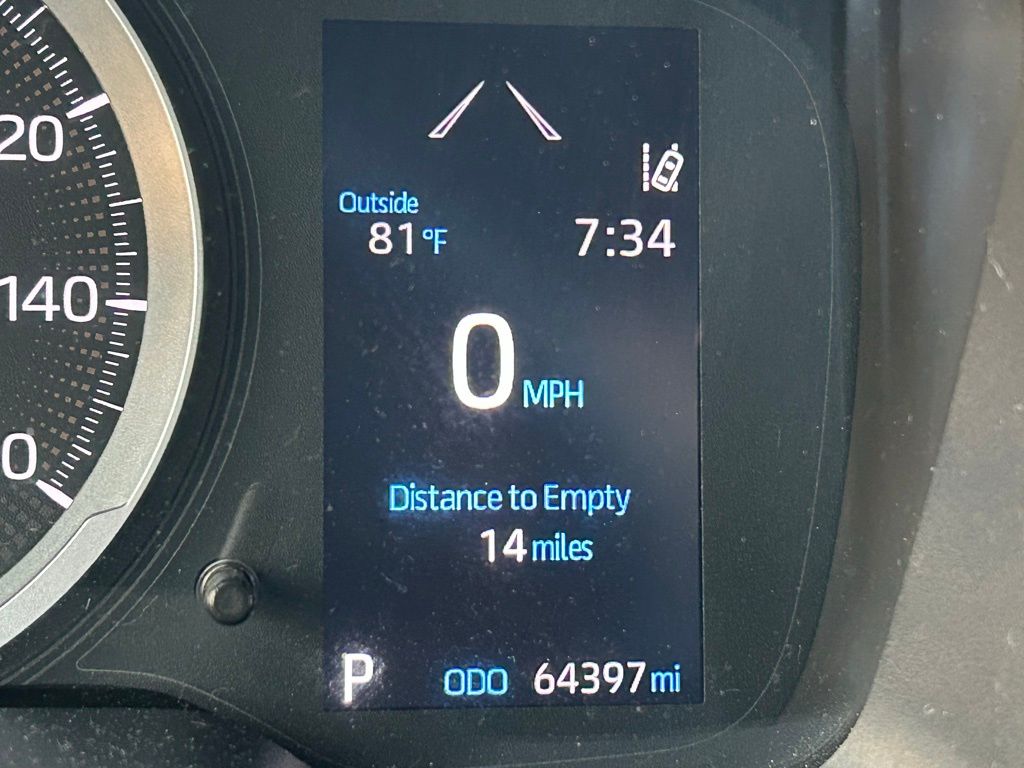 20
140
0
Outside
81°F
7:34
0 MPH
Distance to Empty
14 miles
P
ODO 64397 mi